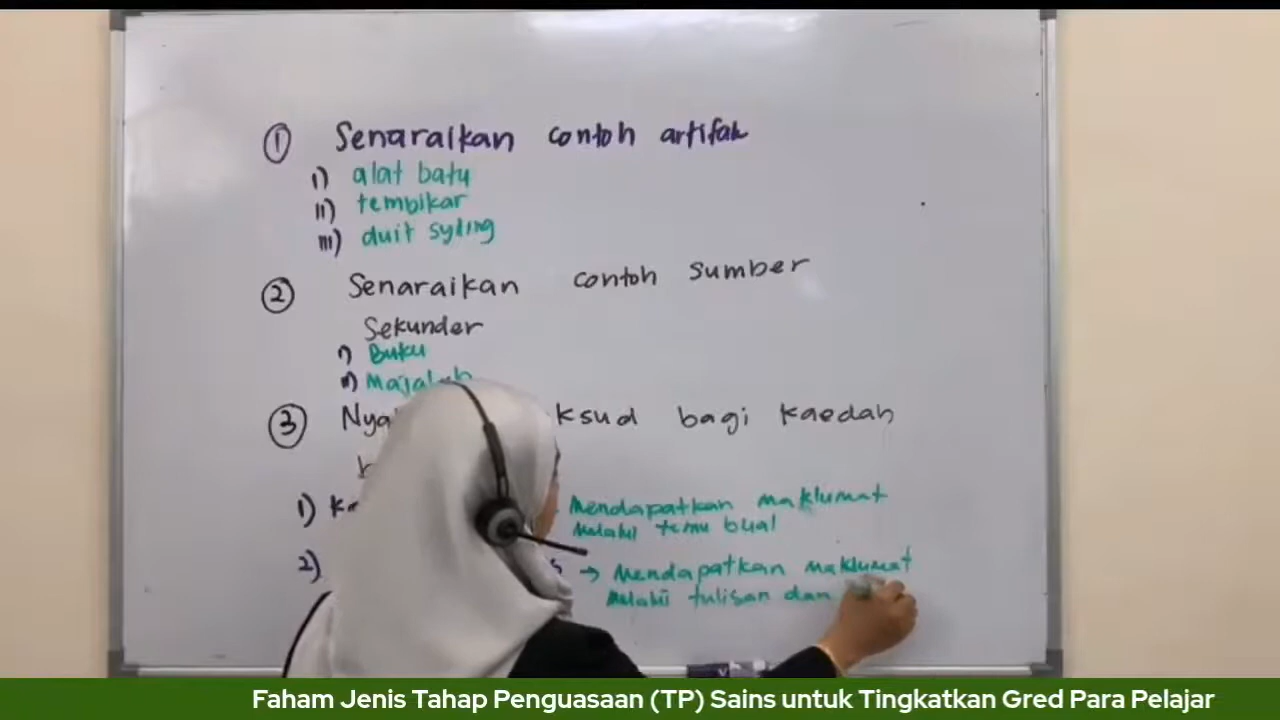 ① Senaraikan contoh artifak
i) alat batu
ii) tembikar
iii) duit syiling
② Senaraikan contoh sumber
Sekunder
i) Buku
ii) Majalah
③ bagi kaedah
1) Mendapatkan maklumat
Melalui temu bual
2) → Mendapatkan maklumat
Melalui tulisan dan
Faham Jenis Tahap Penguasaan (TP) Sains untuk Tingkatkan Gred Para Pelajar